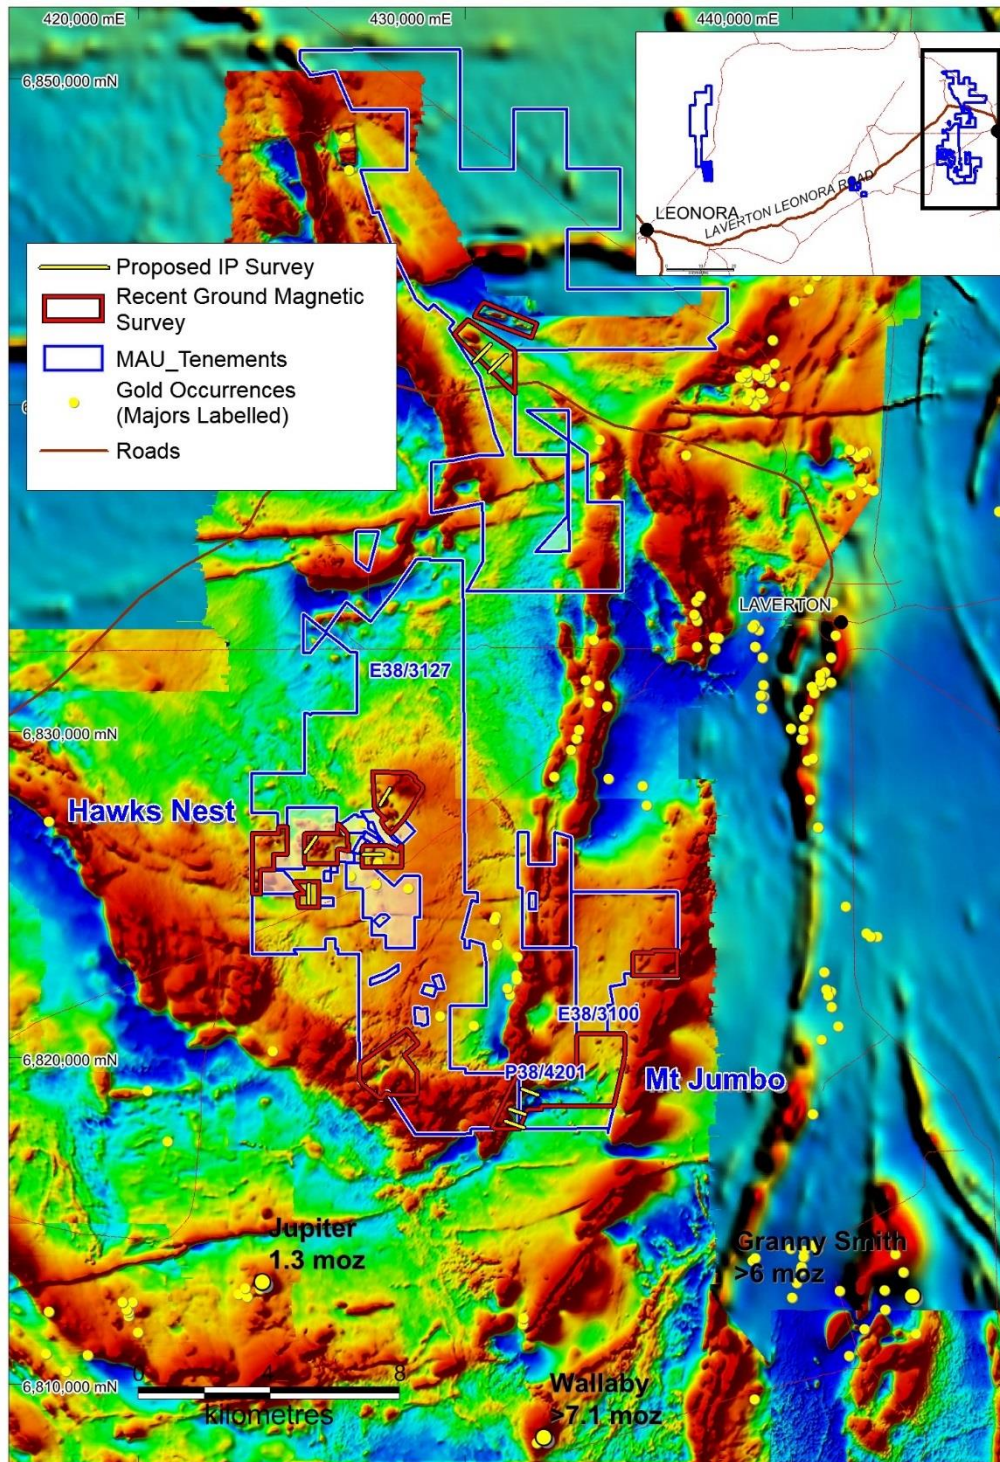 420,000 mE
430,000 mE
440,000 mE
6,850,000 mN
LEONORA
LAVERTON LEONORA ROAD
Proposed IP Survey
Recent Ground Magnetic
Survey
MAU_Tenements
Gold Occurrences
(Majors Labelled)
Roads
LAVERTON
E38/3127
6,830,000 mN
Hawks Nest
E38/3100
6,820,000 mN
P38/4201
Mt Jumbo
Jupiter
1.3 moz
Granny Smith
>6 moz
Wallaby
>7.1 moz
6,810,000 mN
0 4 8
kilometres